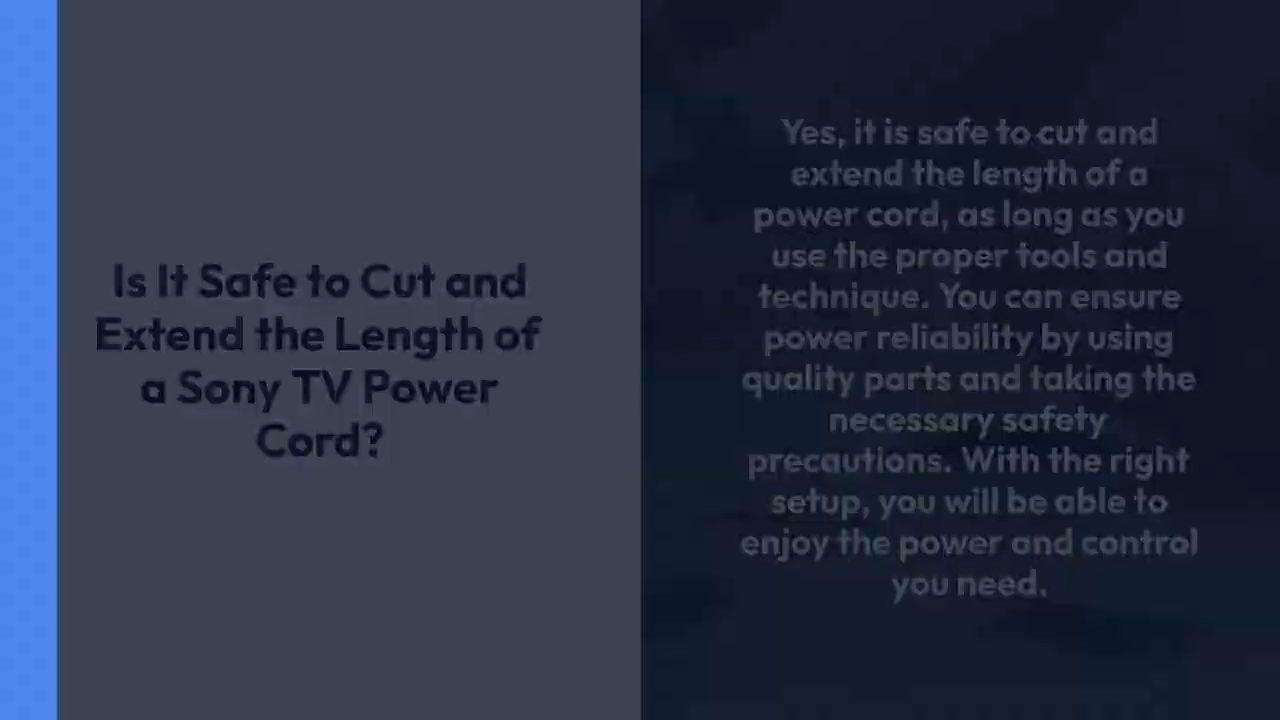 Is It Safe to Cut and
Extend the Length of
a Sony TV Power
Cord?
Yes, it is safe to cut and
extend the length of a
power cord, as long as you
use the proper tools and
technique. You can ensure
power reliability by using
quality parts and taking the
necessary safety
precautions. With the right
setup, you will be able to
enjoy the power and control
you need.